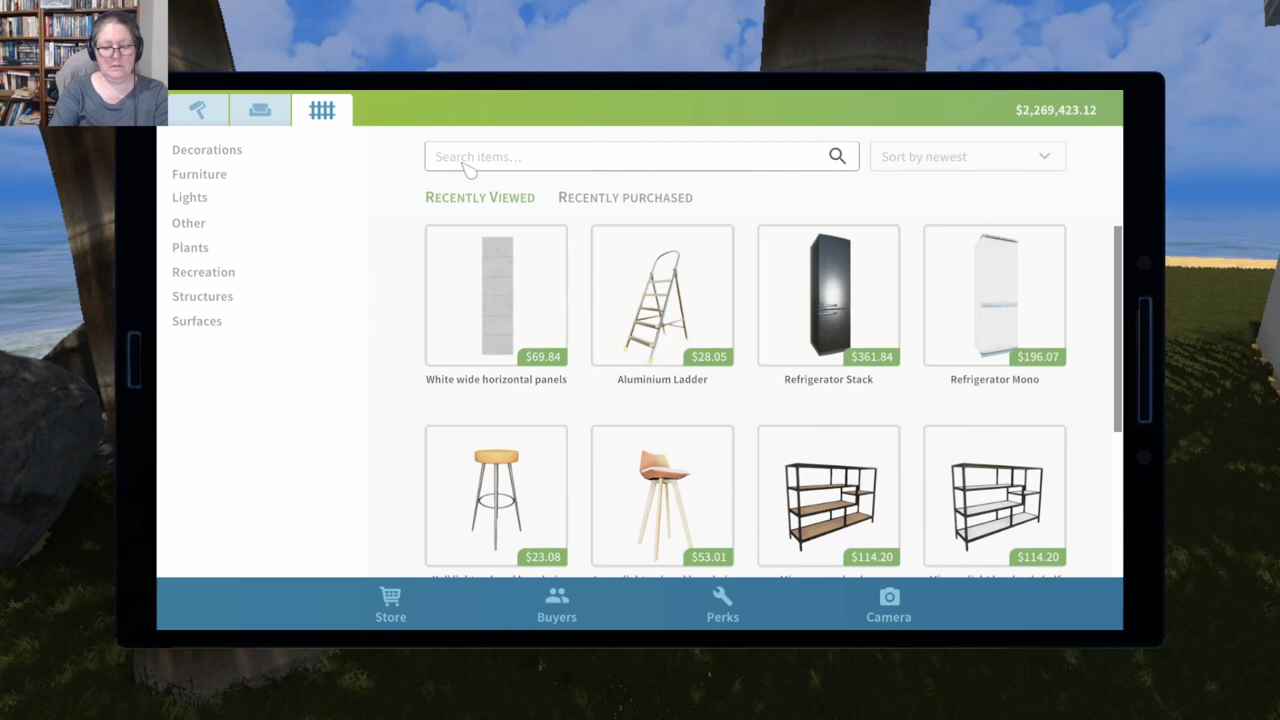 $2,269,423.12
Decorations
Furniture
Lights
Other
Plants
Recreation
Structures
Surfaces
Search items...
Sort by newest
RECENTLY VIEWED
RECENTLY PURCHASED
$69.84
$28.05
$361.84
$196.07
White wide horizontal panels
Aluminium Ladder
Refrigerator Stack
Refrigerator Mono
$23.08
$53.01
$114.20
$114.20
Store
Buyers
Perks
Camera